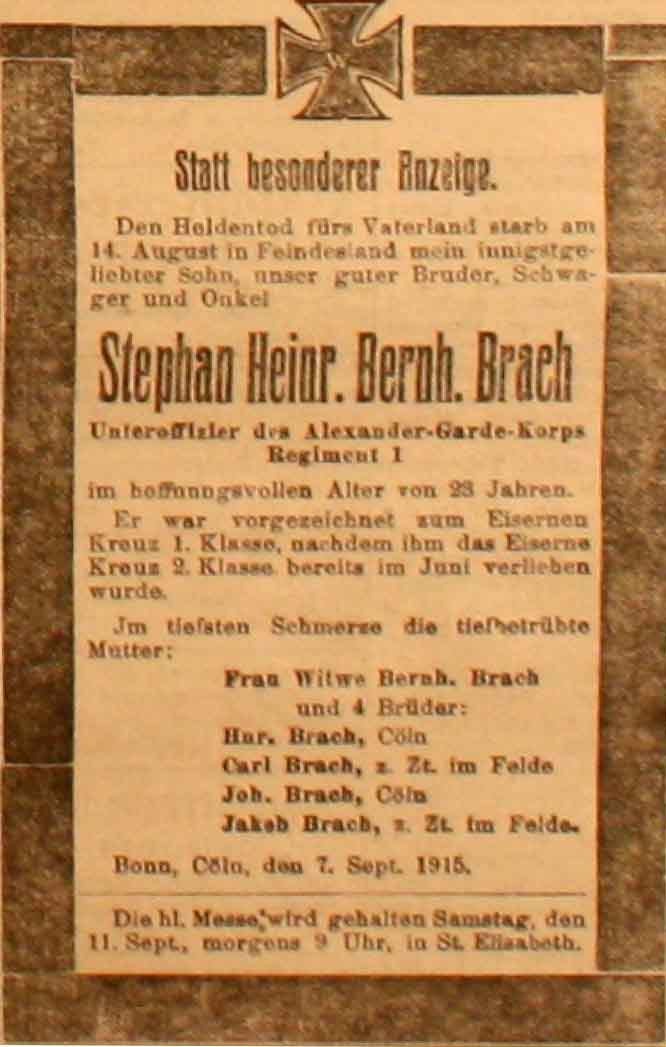 Statt besonderer Anzeige.
Den Heldentod fürs Vaterland starb am
14. August in Feindesland mein innigstge-
liebter Sohn, unser guter Bruder, Schwa-
ger und Onkel
Stephan Heinr. Bernh. Brach
Unteroffizier des Alexander-Garde-Korps
Regiment 1
im hoffnungsvollen Alter von 23 Jahren.
Er war vorgezeichnet zum Eisernen
Kreuz 1. Klasse, nachdem ihm das Eiserne
Kreuz 2. Klasse bereits im Juni verliehen
wurde.
Jm tiefsten Schmerze die tiefbetrübte
Mutter:
Frau Witwe Bernh. Brach
und 4 Brüder:
Hnr. Brach, Cöln
Carl Brach, z. Zt. im Felde
Joh. Brach, Cöln
Jakob Brach, z. Zt. im Felde.
Bonn, Cöln, den 7. Sept. 1915.
Die hl. Messe wird gehalten Samstag, den
11. Sept., morgens 9 Uhr, in St. Elisabeth.